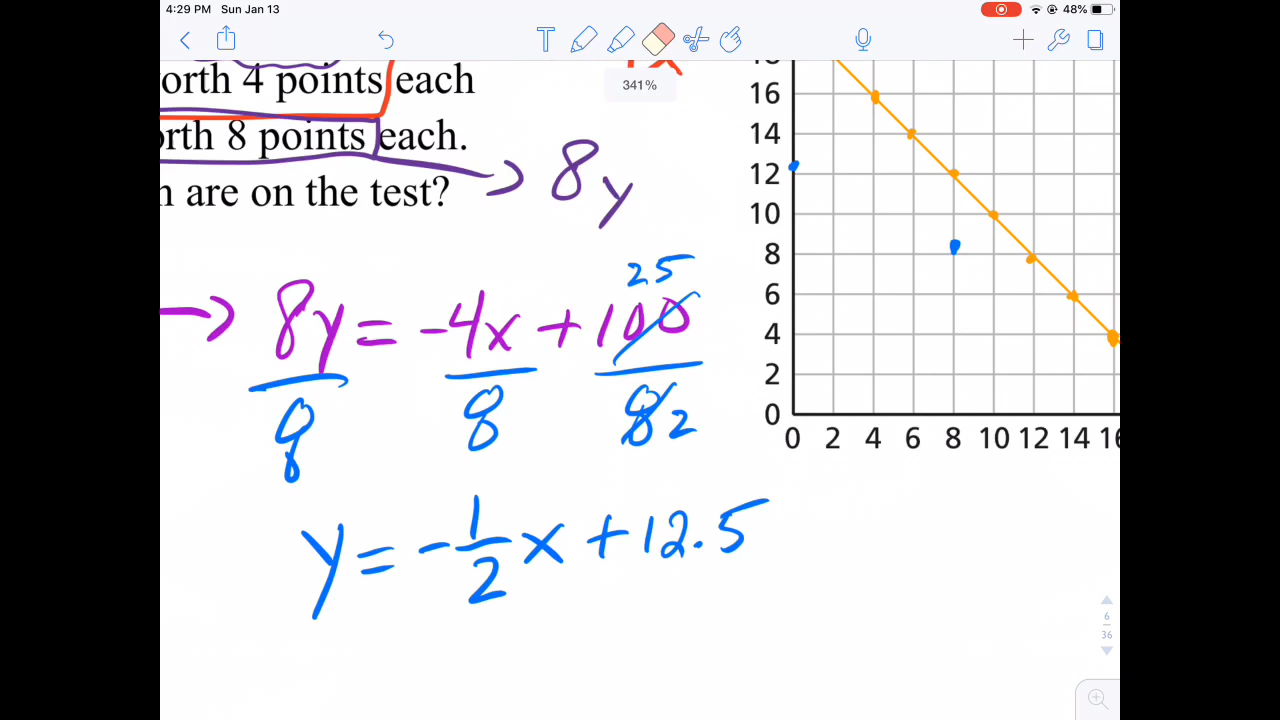 4:29 PM Sun Jan 13
48%
T
341%
orth 4 points each
rth 8 points each.
are on the test?
8y
25
8y = -4x + 100
8 8 8 2
y = -1/2 x + 12.5
16
14
12
10
8
6
4
2
0
0 2 4 6 8 10 12 14 16
6
36